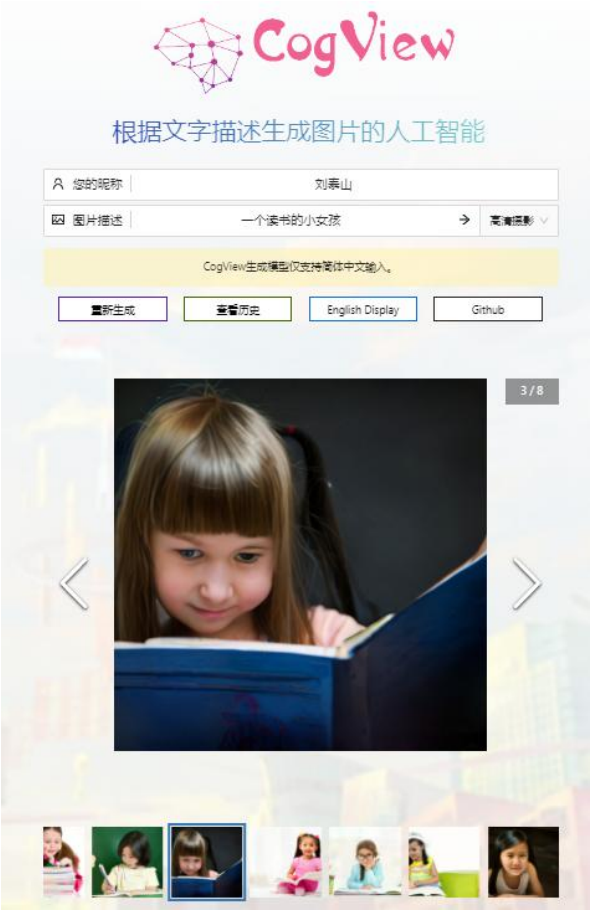 CogView
根据文字描述生成图片的人工智能
您的昵称 刘泰山
图片描述 一个读书的小女孩 → 高清摄影
CogView生成模型仅支持简体中文输入。
重新生成 查看历史 English Display Github
3/8